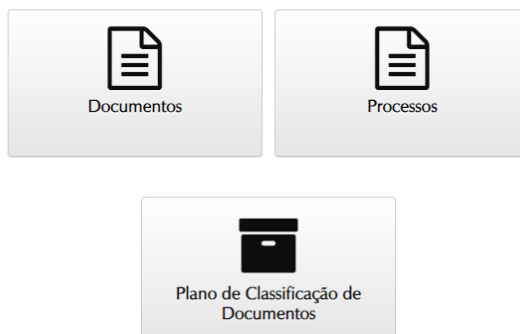 Documentos
Processos
Plano de Classificação de
Documentos